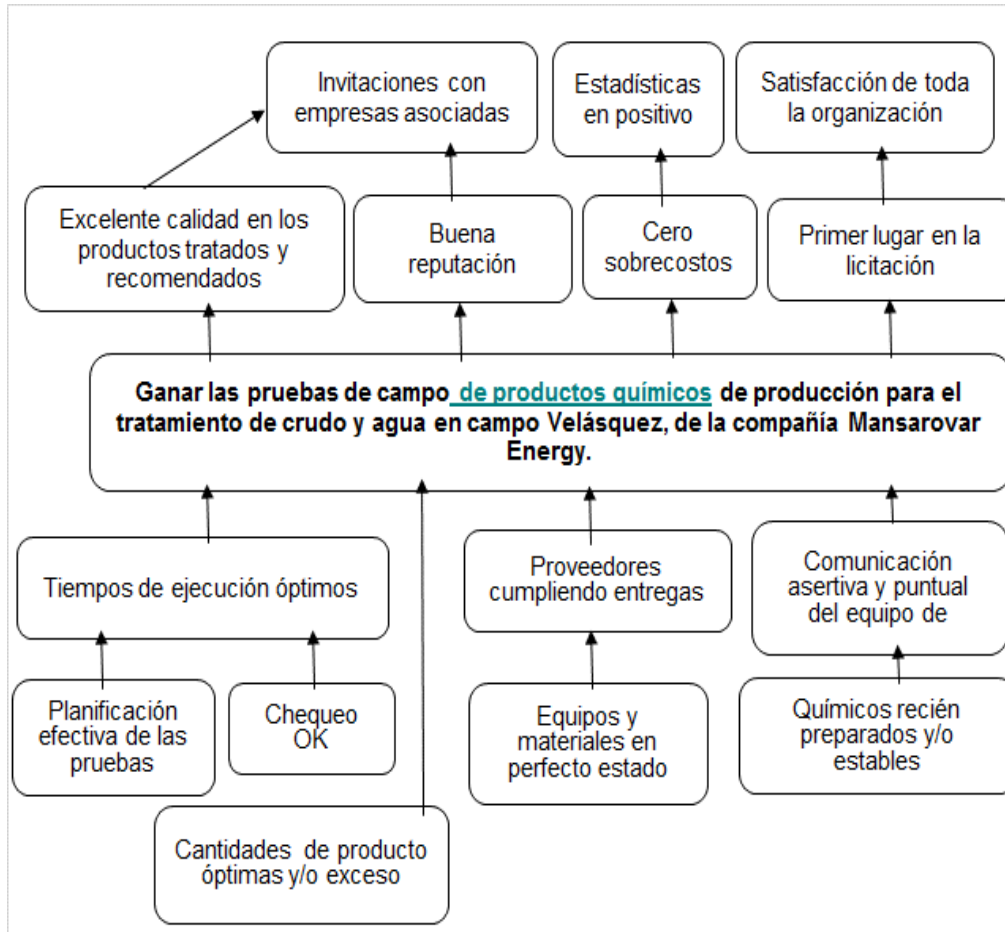 Invitaciones con
empresas asociadas
Estadísticas
en positivo
Satisfacción de toda
la organización
Excelente calidad en los
productos tratados y
recomendados
Buena
reputación
Cero
sobrecostos
Primer lugar en la
licitación
Ganar las pruebas de campo de productos químicos de producción para el
tratamiento de crudo y agua en campo Velásquez, de la compañía Mansarovar
Energy.
Tiempos de ejecución óptimos
Proveedores
cumpliendo entregas
Comunicación
asertiva y puntual
del equipo de
Planificación
efectiva de las
pruebas
Chequeo
OK
Equipos y
materiales en
perfecto estado
Químicos recién
preparados y/o
estables
Cantidades de producto
óptimas y/o exceso